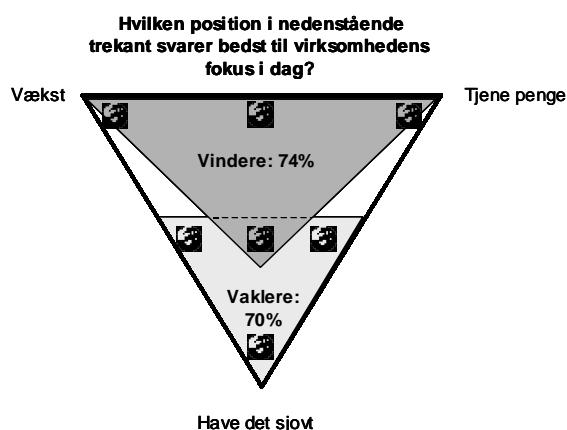 Hvilken position i nedenstående
trekant svarer bedst til virksomhedens
fokus i dag?
Vækst
Tjene penge
Vindere: 74%
Vaklere:
70%
Have det sjovt